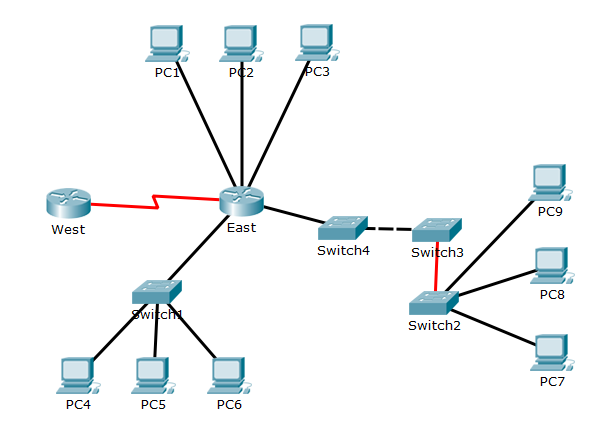 PC1
PC2
PC3
PC9
West
East
Switch4
Switch3
PC8
Switch1
Switch2
PC7
PC4
PC5
PC6